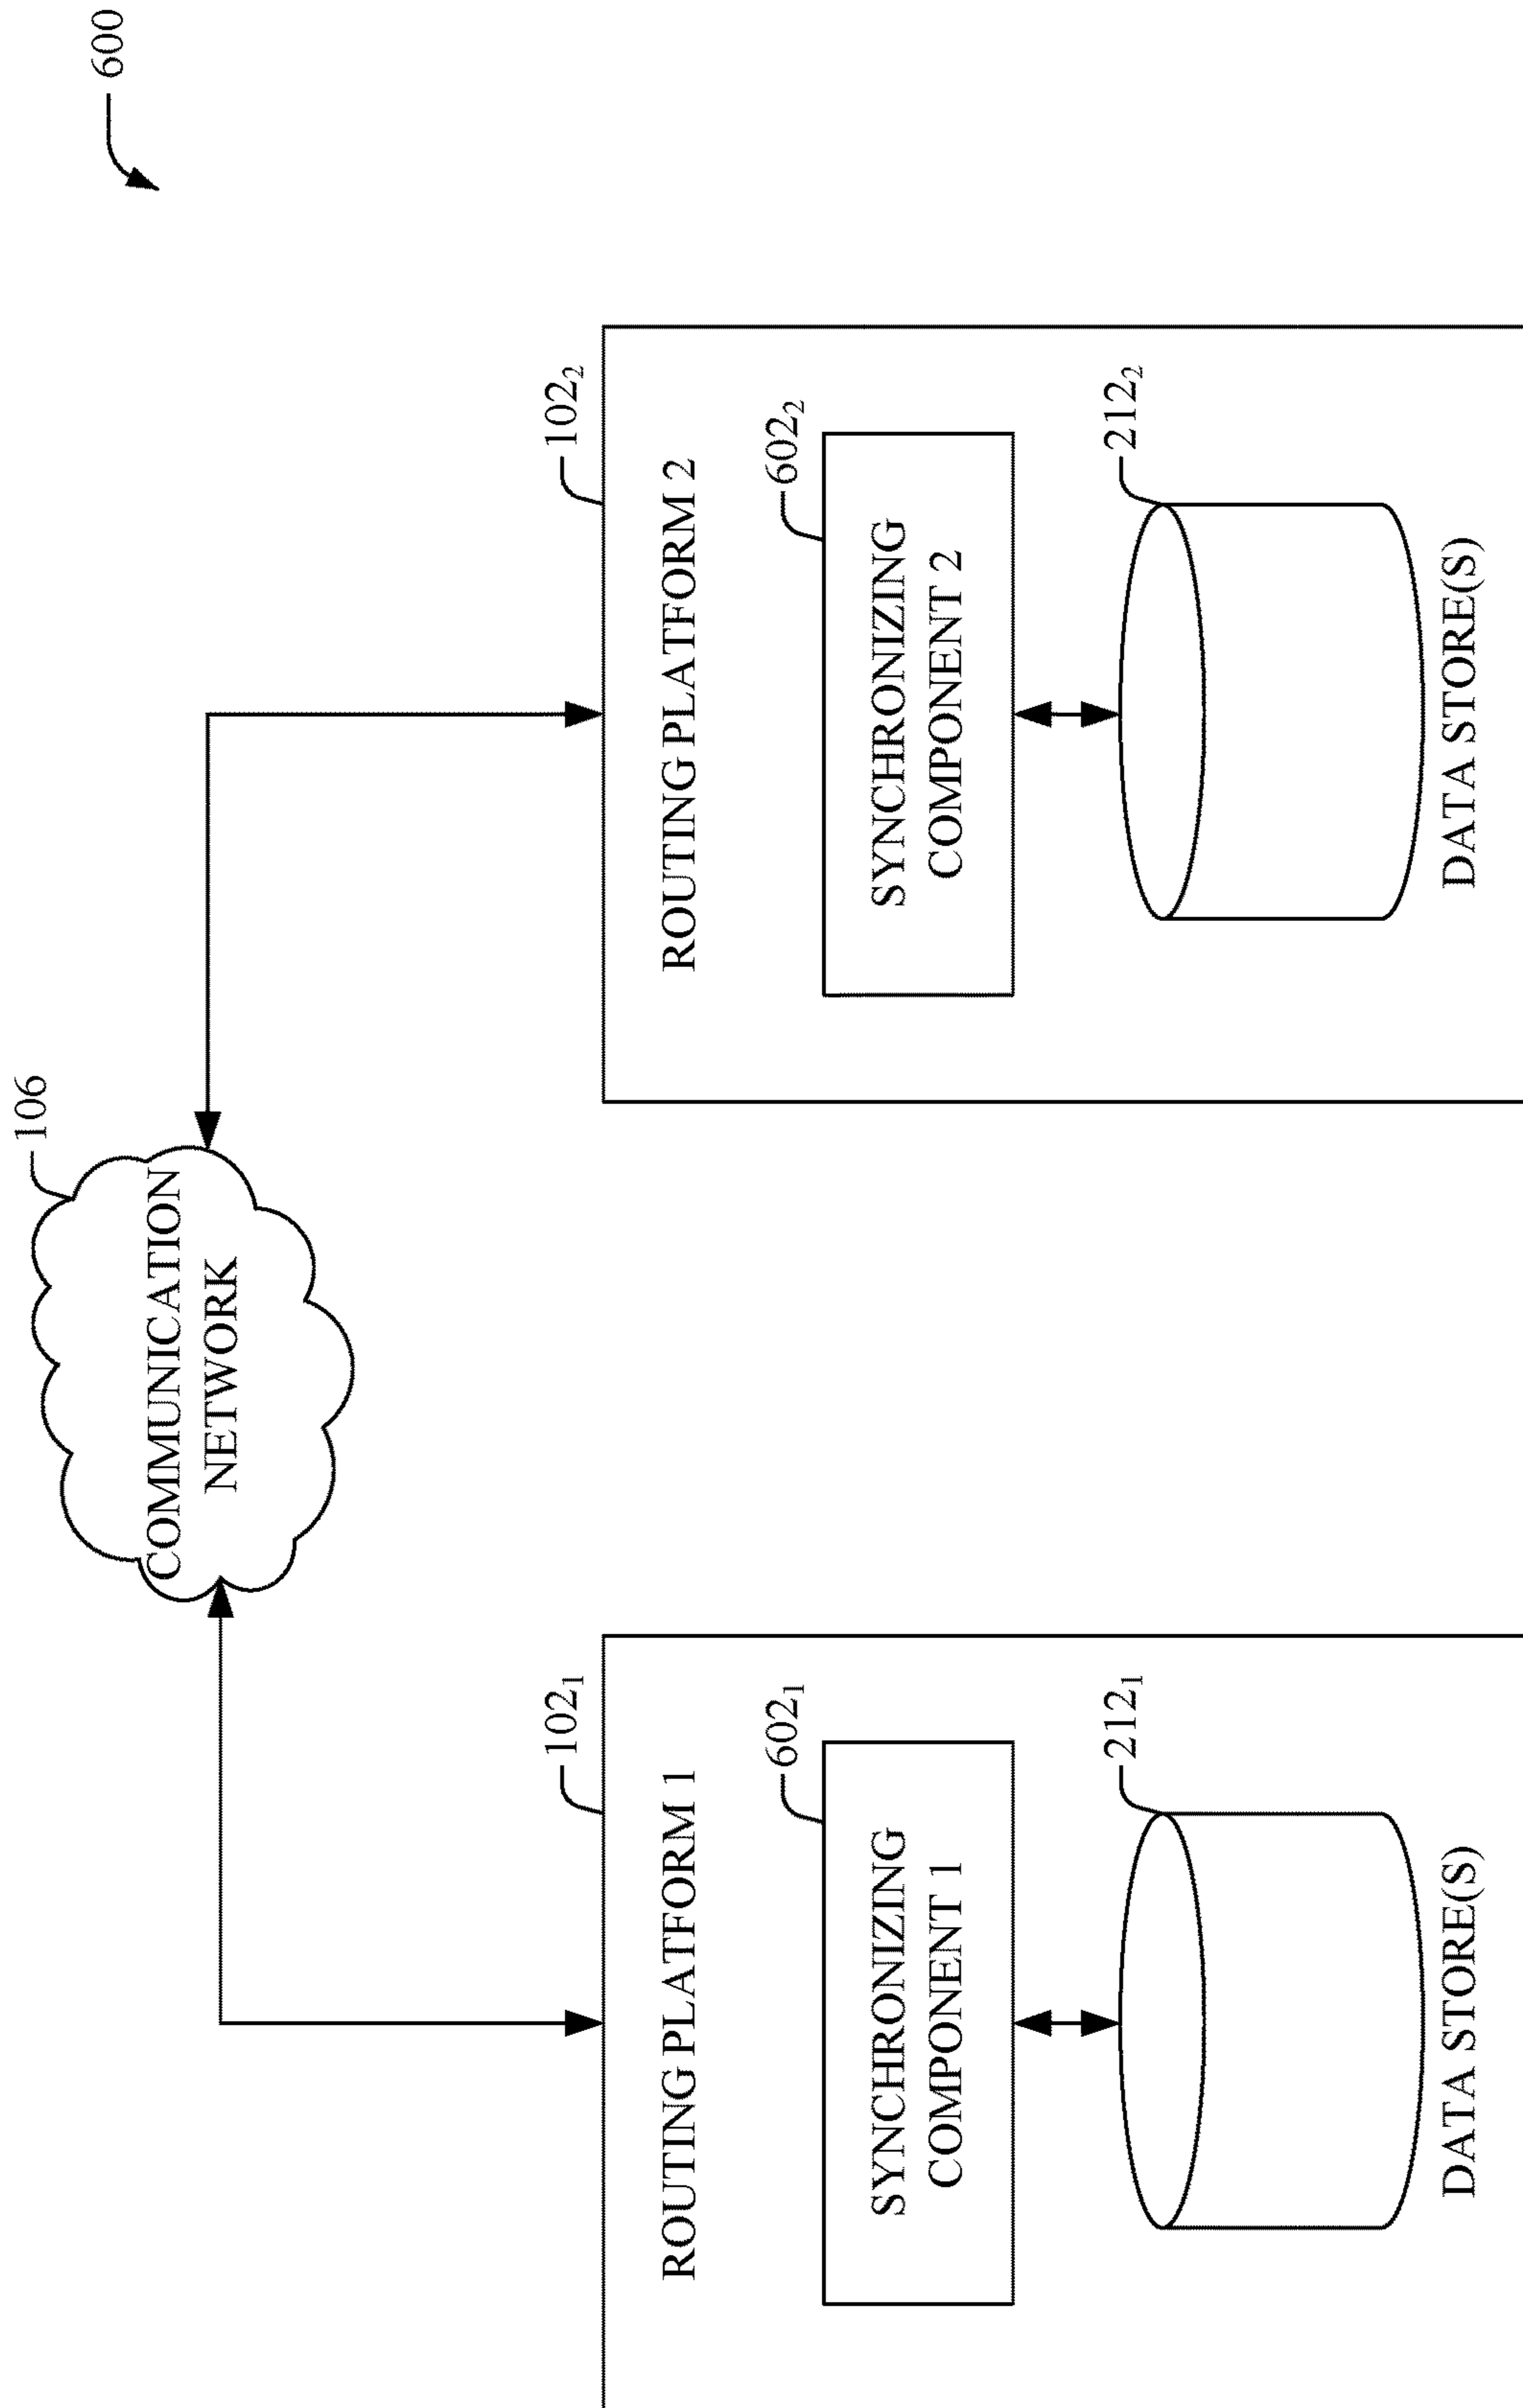 600
106
COMMUNICATION
NETWORK
102₁
ROUTING PLATFORM 1
602₁
SYNCHRONIZING
COMPONENT 1
212₁
DATA STORE(S)
102₂
ROUTING PLATFORM 2
602₂
SYNCHRONIZING
COMPONENT 2
212₂
DATA STORE(S)